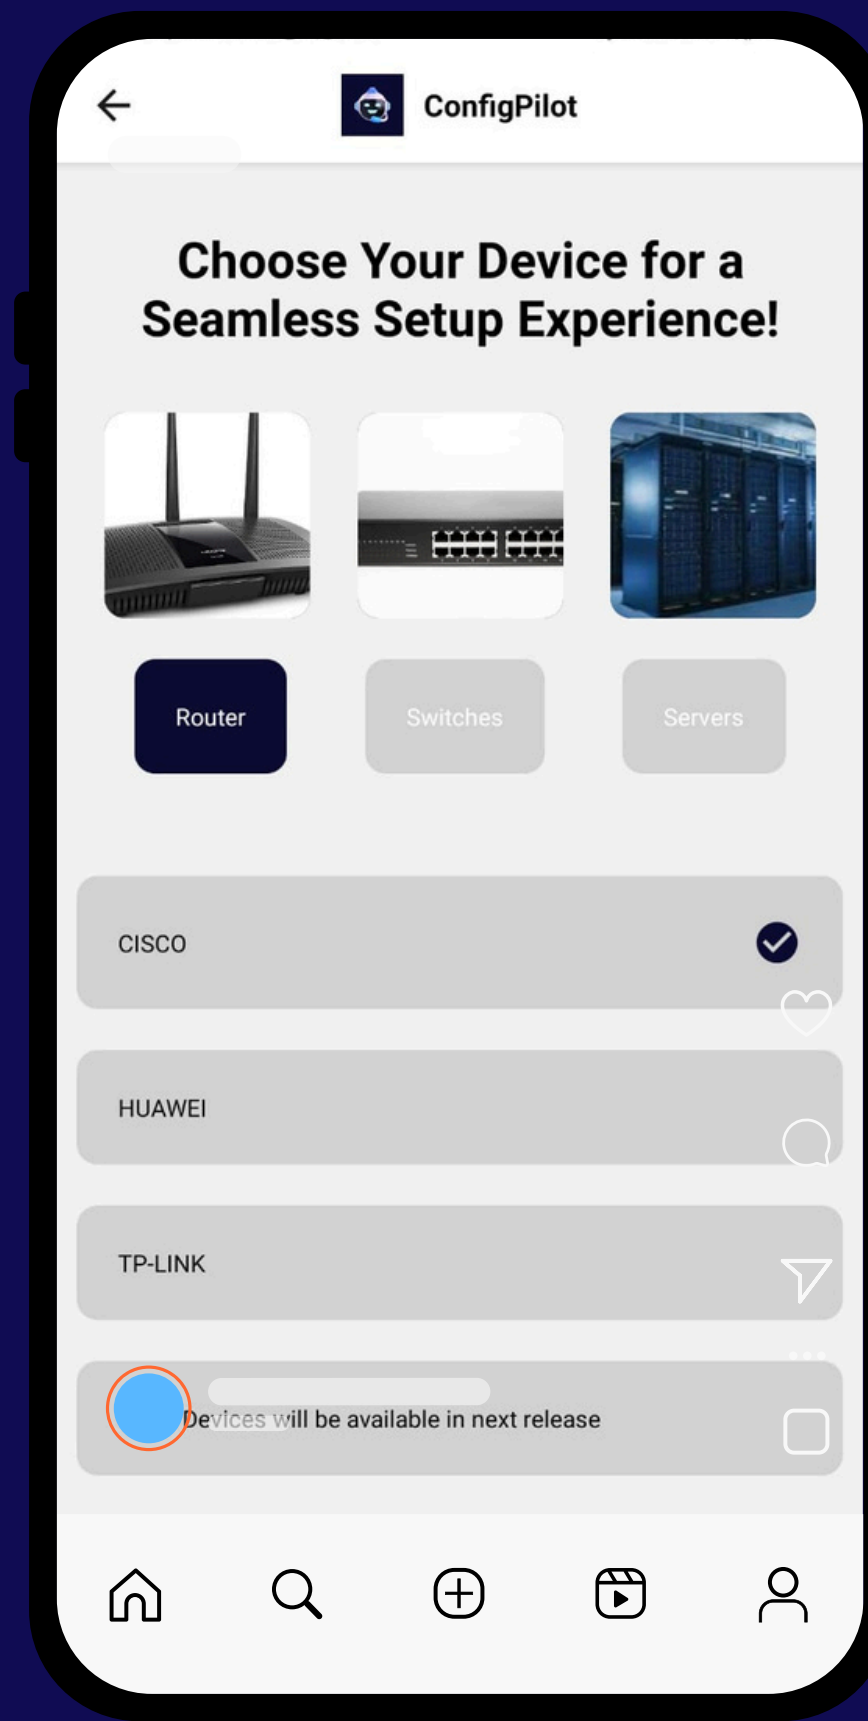 ConfigPilot
Choose Your Device for a
Seamless Setup Experience!
Router
Switches
Servers
CISCO
HUAWEI
TP-LINK
Devices will be available in next release